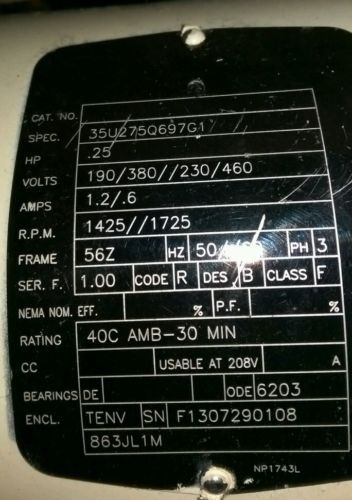 CAT. NO.
SPEC. 35U275Q697G1
HP .25
VOLTS 190/380//230/460
AMPS 1.2/.6
R.P.M. 1425//1725
FRAME 56Z HZ 50 PH 3
SER. F. 1.00 CODE R DES B CLASS F
NEMA NOM. EFF. % P.F. %
RATING 40C AMB-30 MIN
CC USABLE AT 208V A
BEARINGS DE ODE 6203
ENCL. TENV SN F1307290108
863JL1M
NP1743L